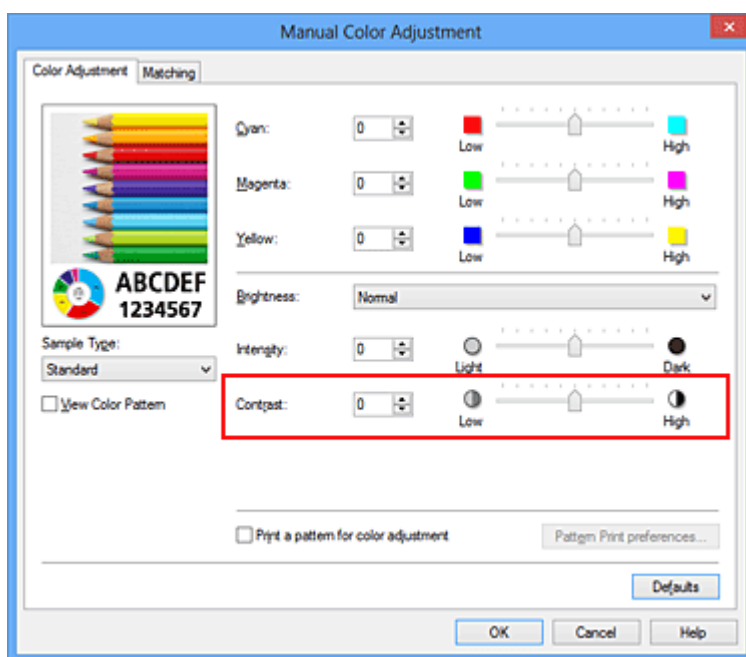 Manual Color Adjustment
Color Adjustment
Matching
ABCDEF
1234567
Sample Type:
Standard
View Color Pattern
Cyan: 0 Low High
Magenta: 0 Low High
Yellow: 0 Low High
Brightness: Normal
Intensity: 0 Light Dark
Contrast: 0 Low High
Print a pattern for color adjustment
Pattern Print preferences...
Defaults
OK Cancel Help